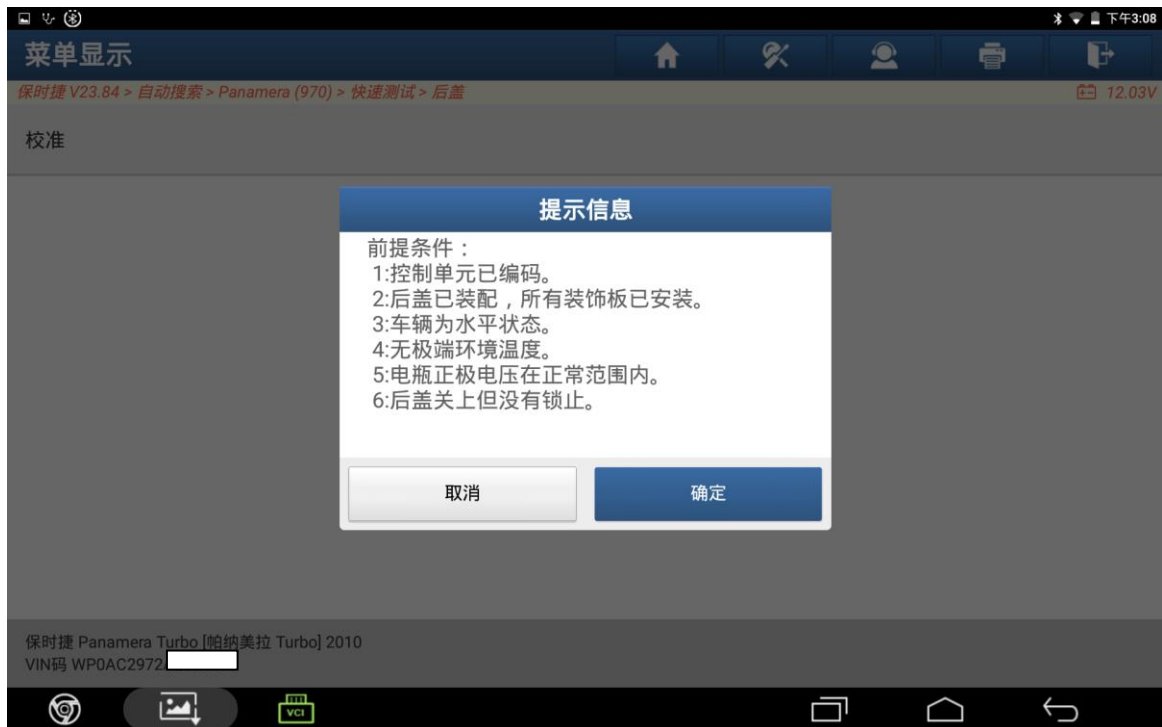 下午3:08
菜单显示
保时捷 V23.84 > 自动搜索 > Panamera (970) > 快速测试 > 后盖
12.03V
校准
提示信息
前提条件：
1:控制单元已编码。
2:后盖已装配，所有装饰板已安装。
3:车辆为水平状态。
4:无极端环境温度。
5:电瓶正极电压在正常范围内。
6:后盖关上但没有锁止。
取消
确定
保时捷 Panamera Turbo [帕纳美拉 Turbo] 2010
VIN码 WP0AC2972
VCI